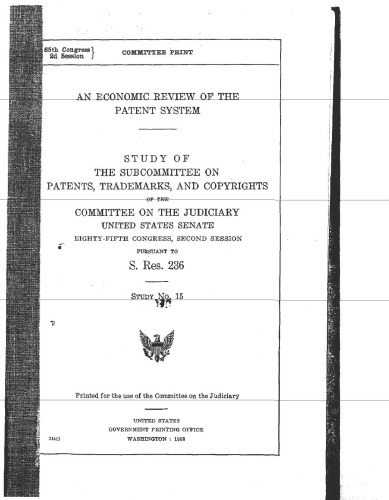 85th Congress } COMMITTEE PRINT
2d Session
AN ECONOMIC REVIEW OF THE
PATENT SYSTEM
STUDY OF
THE SUBCOMMITTEE ON
PATENTS, TRADEMARKS, AND COPYRIGHTS
OF THE
COMMITTEE ON THE JUDICIARY
UNITED STATES SENATE
EIGHTY-FIFTH CONGRESS, SECOND SESSION
PURSUANT TO
S. Res. 236
STUDY No. 15
Printed for the use of the Committee on the Judiciary
UNITED STATES
GOVERNMENT PRINTING OFFICE
WASHINGTON : 1958